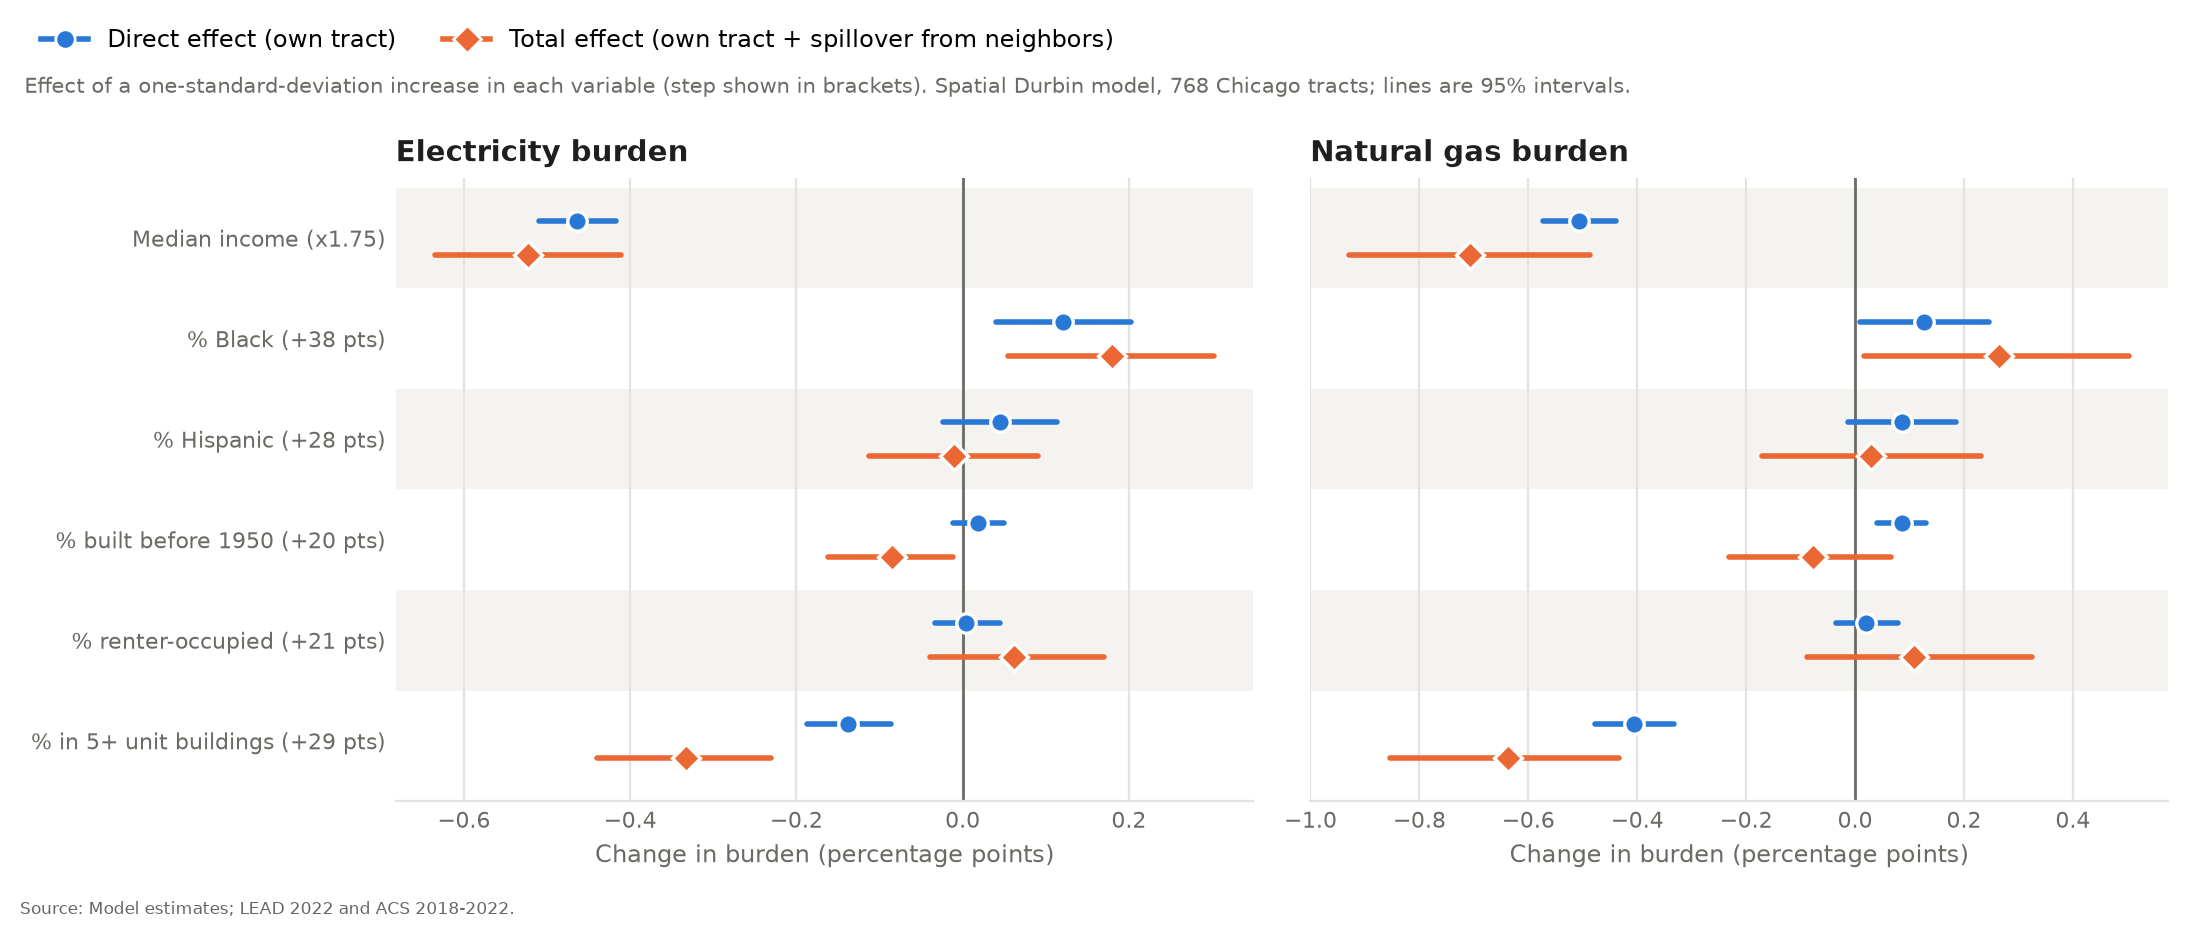 Direct effect (own tract) Total effect (own tract + spillover from neighbors)
Effect of a one-standard-deviation increase in each variable (step shown in brackets). Spatial Durbin model, 768 Chicago tracts; lines are 95% intervals.
Electricity burden
Natural gas burden
Median income (x1.75)
% Black (+38 pts)
% Hispanic (+28 pts)
% built before 1950 (+20 pts)
% renter-occupied (+21 pts)
% in 5+ unit buildings (+29 pts)
−0.6 −0.4 −0.2 0.0 0.2
−1.0 −0.8 −0.6 −0.4 −0.2 0.0 0.2 0.4
Change in burden (percentage points)
Change in burden (percentage points)
Source: Model estimates; LEAD 2022 and ACS 2018-2022.